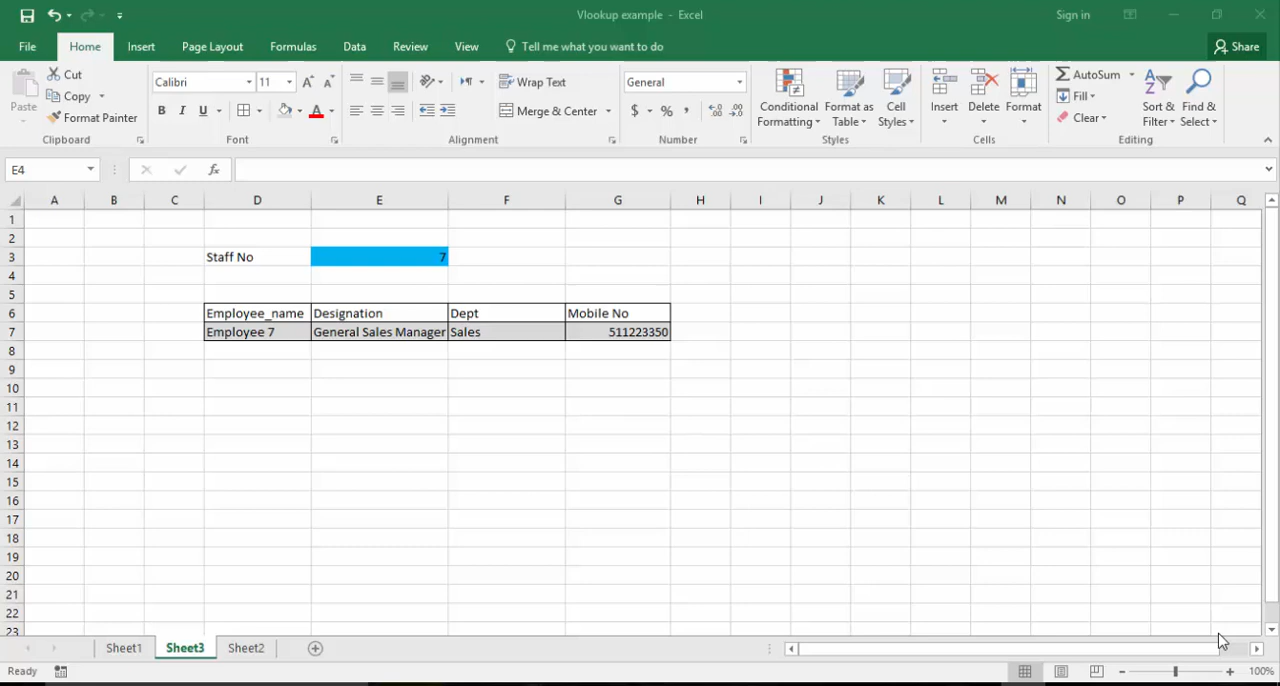 Vlookup example - Excel
Sign in
File Home Insert Page Layout Formulas Data Review View Tell me what you want to do
Share
Paste
Cut
Copy
Format Painter
Clipboard
Calibri 11
B I U
Font
Wrap Text
Merge & Center
Alignment
General
$ % ,
Number
Conditional Formatting
Format as Table
Cell Styles
Styles
Insert Delete Format
Cells
AutoSum
Fill
Clear
Sort & Filter
Find & Select
Editing
E4
fx
A B C D E F G H I J K L M N O P Q
1
2
3 Staff No 7
4
5
6 Employee_name Designation Dept Mobile No
7 Employee 7 General Sales Manager Sales 511223350
8
9
10
11
12
13
14
15
16
17
18
19
20
21
22
23
Sheet1 Sheet3 Sheet2
Ready
100%